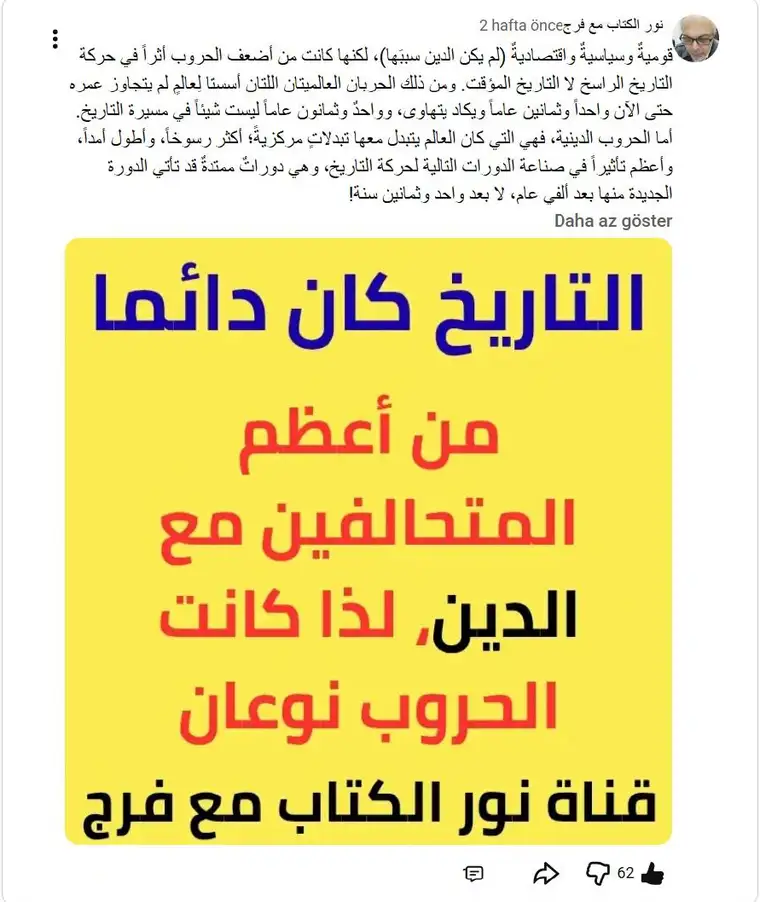 نور الكتاب مع فرج 2 hafta önce
قوميةٌ وسياسيةٌ واقتصاديةٌ (لم يكن الدين سببَها)، لكنها كانت من أضعف الحروب أثراً في حركة
التاريخ الراسخ لا التاريخ المؤقت. ومن ذلك الحربان العالميتان اللتان أسستا لِعالمٍ لم يتجاوز عمره
حتى الآن واحداً وثمانين عاماً ويكاد يتهاوى، وواحدٌ وثمانون عاماً ليست شيئاً في مسيرة التاريخ.
أما الحروب الدينية، فهي التي كان العالم يتبدل معها تبدلاتٍ مركزيةً؛ أكثر رسوخاً، وأطول أمداً،
وأعظم تأثيراً في صناعة الدورات التالية لحركة التاريخ، وهي دوراتٌ ممتدةٌ قد تأتي الدورة
الجديدة منها بعد ألفي عام، لا بعد واحد وثمانين سنة!
Daha az göster
التاريخ كان دائما
من أعظم
المتحالفين مع
الدين, لذا كانت
الحروب نوعان
قناة نور الكتاب مع فرج
62